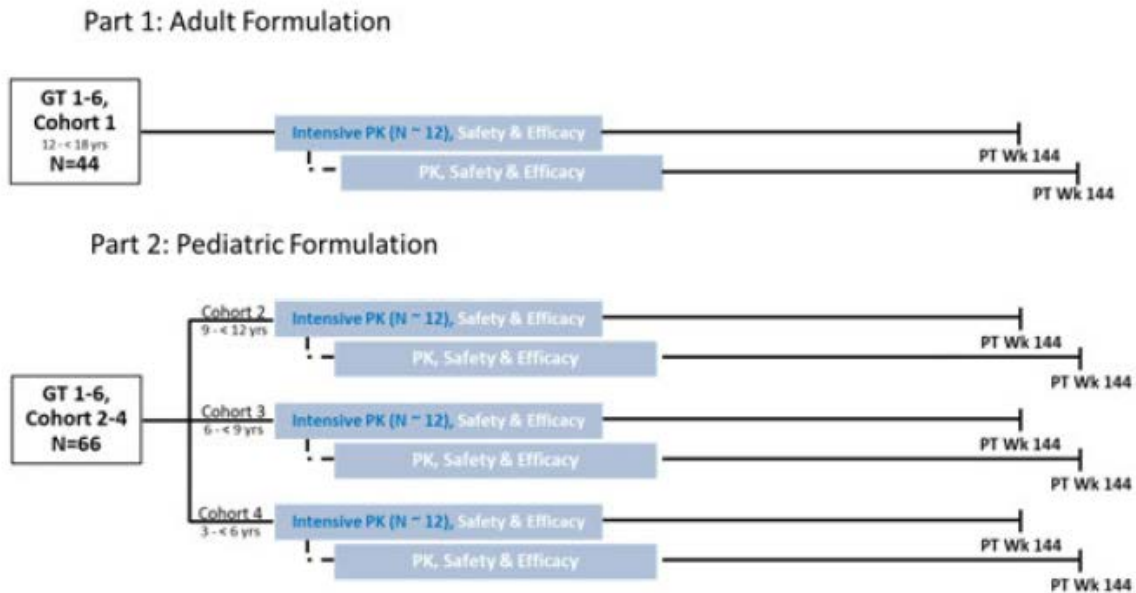 Part 1: Adult Formulation
GT 1-6,
Cohort 1
12 - < 18 yrs
N=44
Intensive PK (N ~ 12), Safety & Efficacy
PT Wk 144
PK, Safety & Efficacy
PT Wk 144
Part 2: Pediatric Formulation
GT 1-6,
Cohort 2-4
N=66
Cohort 2
9 - < 12 yrs
Intensive PK (N ~ 12), Safety & Efficacy
PT Wk 144
PK, Safety & Efficacy
PT Wk 144
Cohort 3
6 - < 9 yrs
Intensive PK (N ~ 12), Safety & Efficacy
PT Wk 144
PK, Safety & Efficacy
PT Wk 144
Cohort 4
3 - < 6 yrs
Intensive PK (N ~ 12), Safety & Efficacy
PT Wk 144
PK, Safety & Efficacy
PT Wk 144